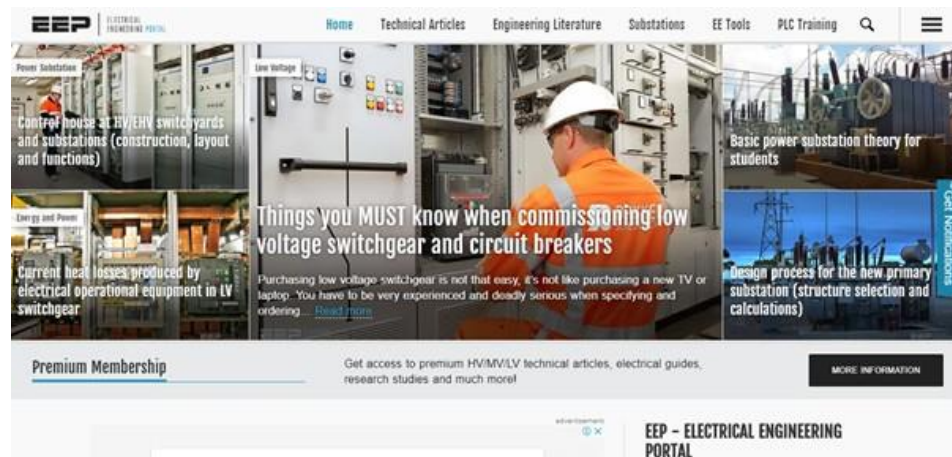 EEP
ELECTRICAL
ENGINEERING PORTAL
Home Technical Articles Engineering Literature Substations EE Tools PLC Training
Power Substation
Control house at HV/EHV switchyards
and substations (construction, layout
and functions)
Energy and Power
Current heat losses produced by
electrical operational equipment in LV
switchgear
Low Voltage
Things you MUST know when commissioning low
voltage switchgear and circuit breakers
Purchasing low voltage switchgear is not that easy, it's not like purchasing a new TV or
laptop. You have to be very experienced and deadly serious when specifying and
ordering... Read more
Basic power substation theory for
students
Design process for the new primary
substation (structure selection and
calculations)
Get Notifications
Premium Membership
Get access to premium HV/MV/LV technical articles, electrical guides,
research studies and much more!
MORE INFORMATION
advertisement
EEP - ELECTRICAL ENGINEERING
PORTAL